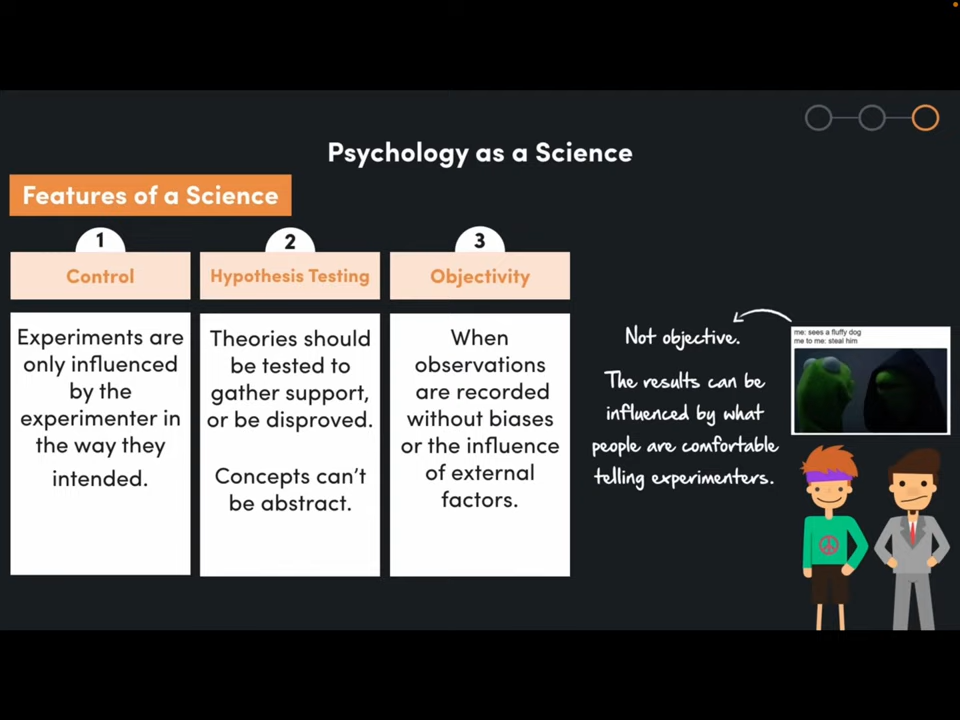 Psychology as a Science
Features of a Science
1
Control
Experiments are
only influenced
by the
experimenter in
the way they
intended.
2
Hypothesis Testing
Theories should
be tested to
gather support,
or be disproved.
Concepts can't
be abstract.
3
Objectivity
When
observations
are recorded
without biases
or the influence
of external
factors.
Not objective.
The results can be
influenced by what
people are comfortable
telling experimenters.
me: sees a fluffy dog
me to me: steal him